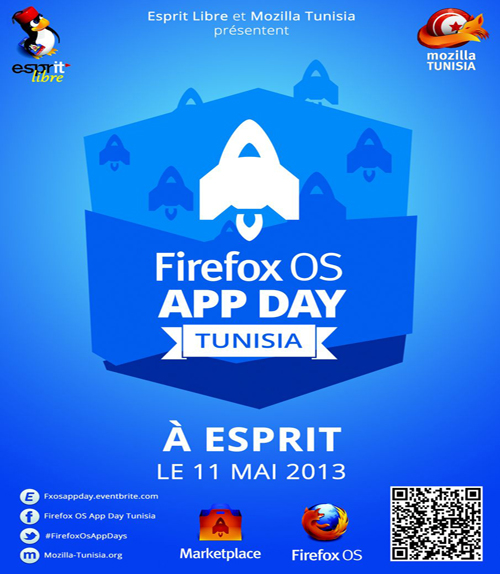 Esprit Libre et Mozilla Tunisia
présentent
esprit
libre
mozilla
TUNISIA
Firefox OS
APP DAY
TUNISIA
À ESPRIT
LE 11 MAI 2013
E Fxosappday.eventbrite.com
f Firefox OS App Day Tunisia
#FirefoxOsAppDays
m Mozilla-Tunisia.org
Marketplace
Firefox OS